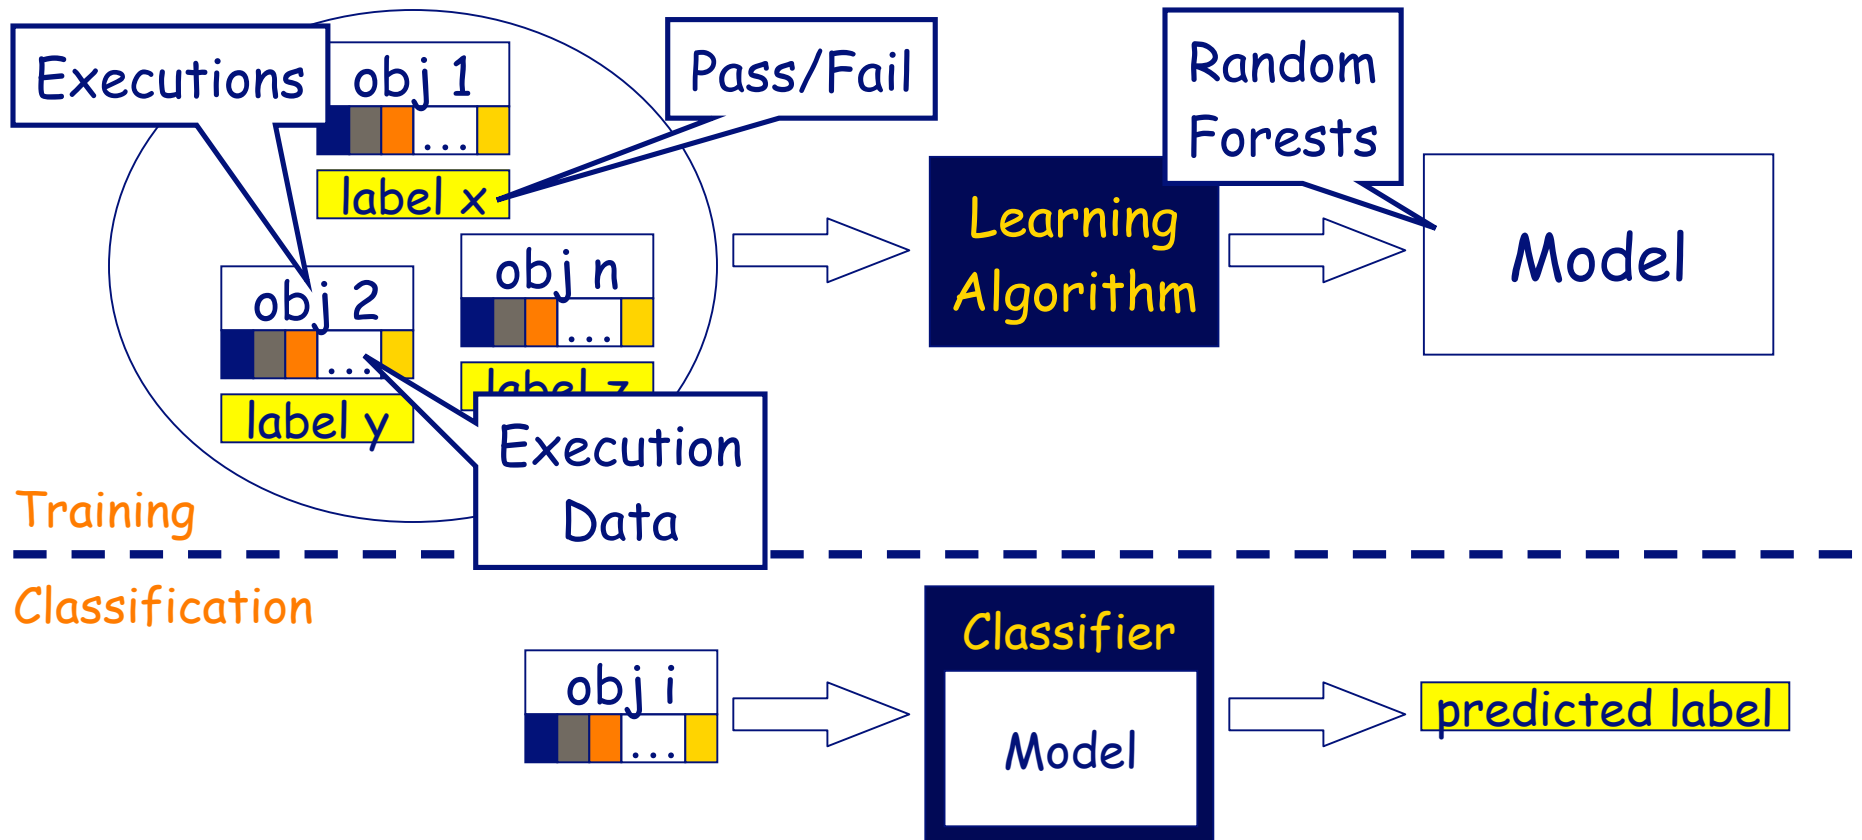 Executions
obj 1
...
label x
Pass/Fail
Random
Forests
obj 2
...
label y
obj n
...
label z
Execution
Data
Learning
Algorithm
Model
Training
Classification
obj i
...
Classifier
Model
predicted label